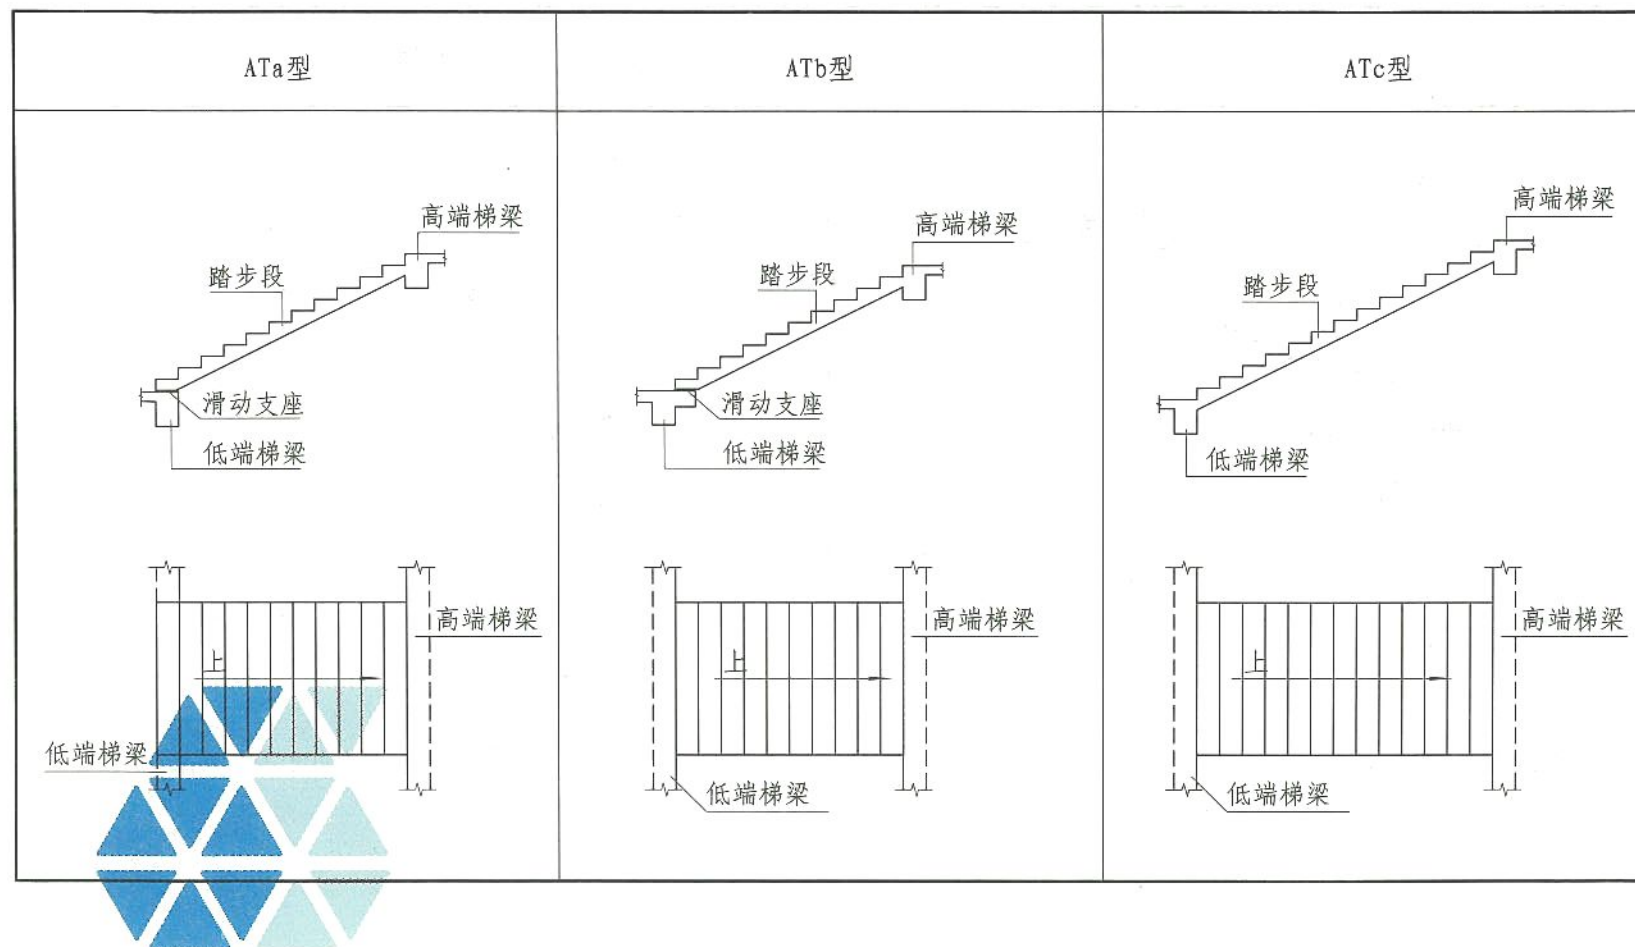 ATa型
ATb型
ATc型
高端梯梁
踏步段
滑动支座
低端梯梁
上
高端梯梁
低端梯梁
高端梯梁
踏步段
滑动支座
低端梯梁
上
高端梯梁
低端梯梁
高端梯梁
踏步段
低端梯梁
上
高端梯梁
低端梯梁